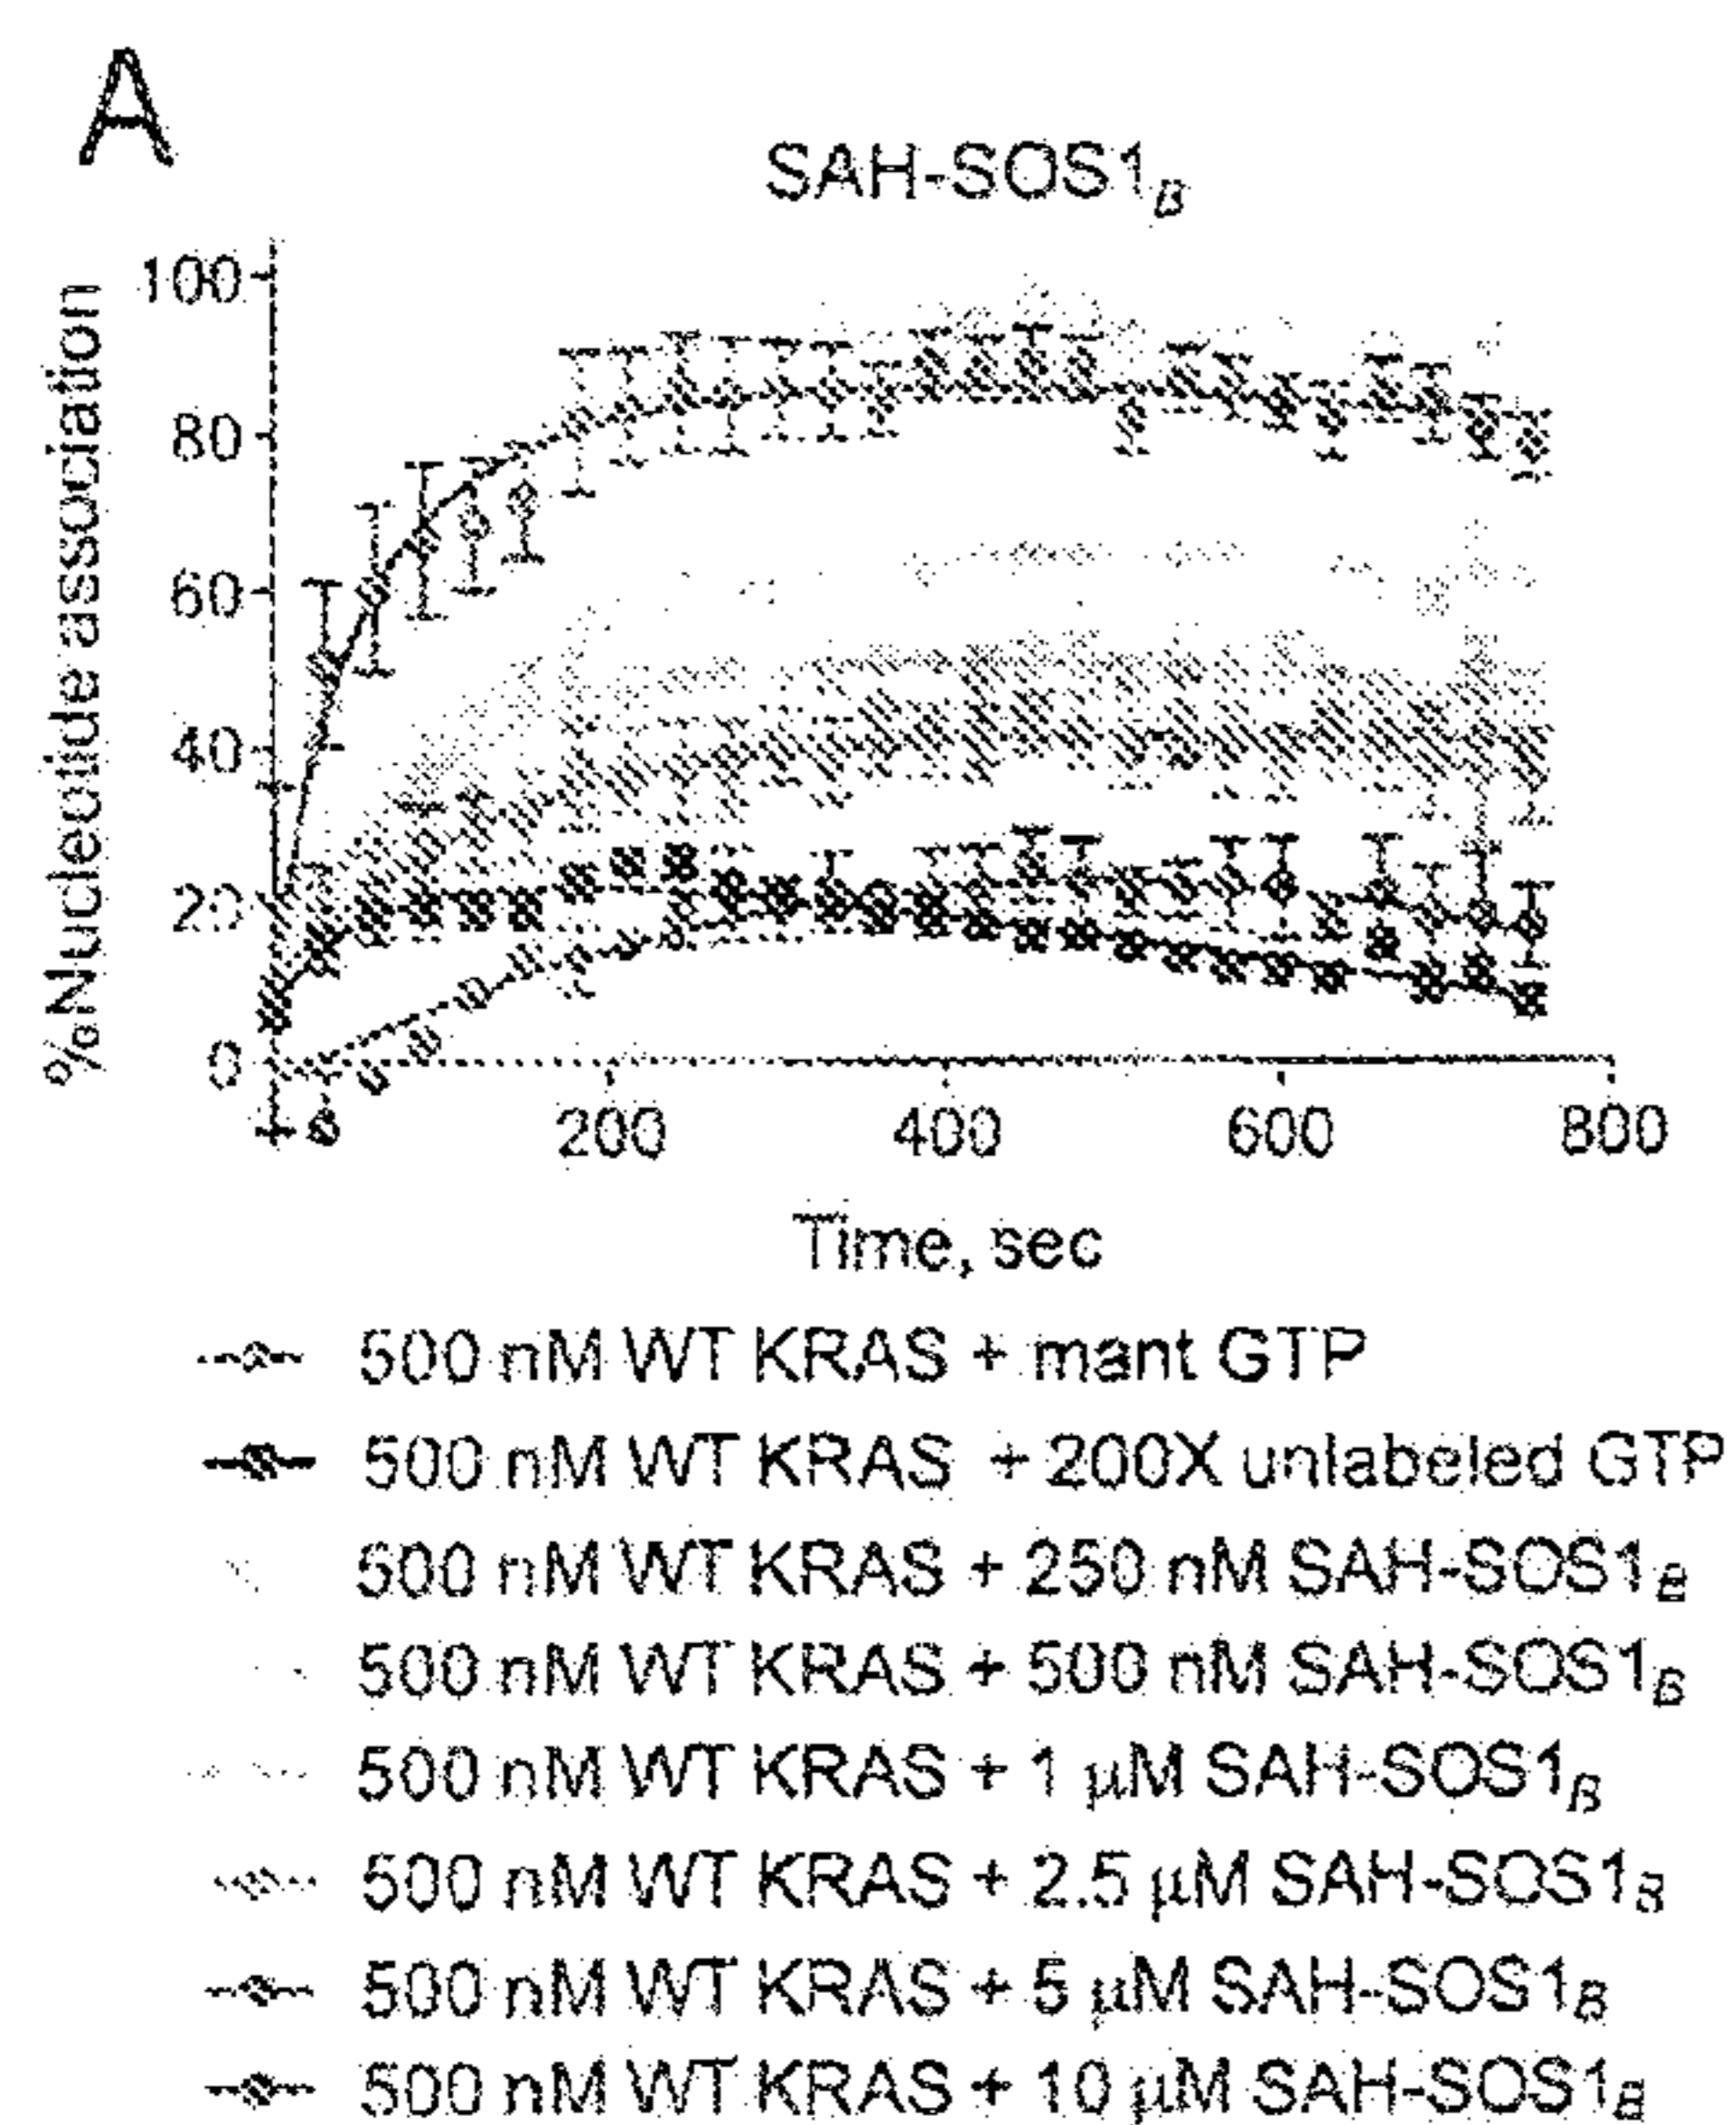 A
SAH-SOS1B
%Nucleotide association
100
80
60
40
20
0
200 400 600 800
Time, sec
500 nM WT KRAS + mant GTP
500 nM WT KRAS + 200X unlabeled GTP
500 nM WT KRAS + 250 nM SAH-SOS1B
500 nM WT KRAS + 500 nM SAH-SOS1B
500 nM WT KRAS + 1 µM SAH-SOS1B
500 nM WT KRAS + 2.5 µM SAH-SOS1B
500 nM WT KRAS + 5 µM SAH-SOS1B
500 nM WT KRAS + 10 µM SAH-SOS1B